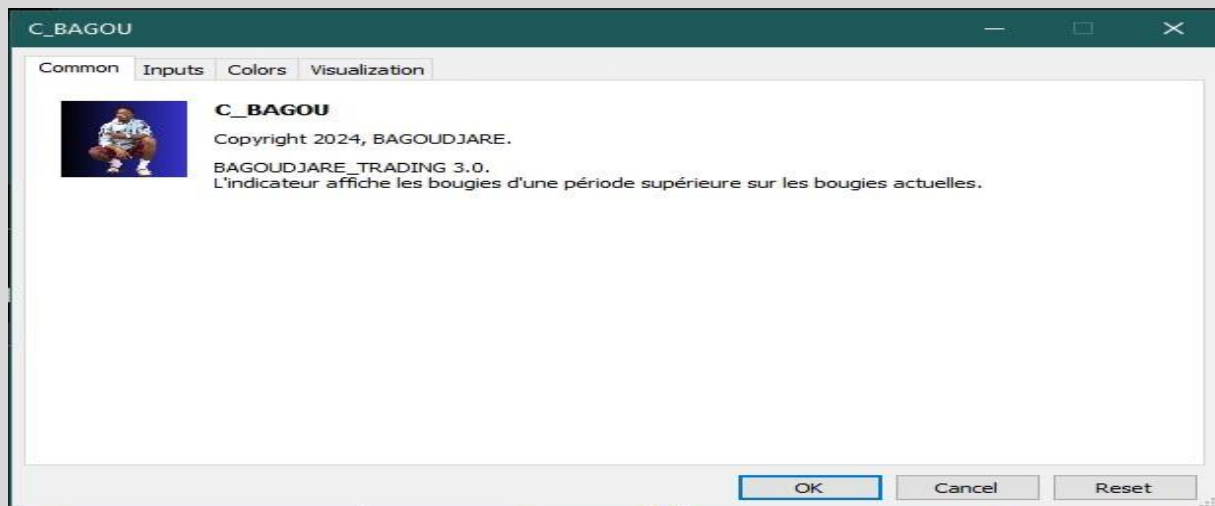 C_BAGOU
Common Inputs Colors Visualization
C_BAGOU
Copyright 2024, BAGOUDJARE.
BAGOUDJARE_TRADING 3.0.
L'indicateur affiche les bougies d'une période supérieure sur les bougies actuelles.
OK Cancel Reset